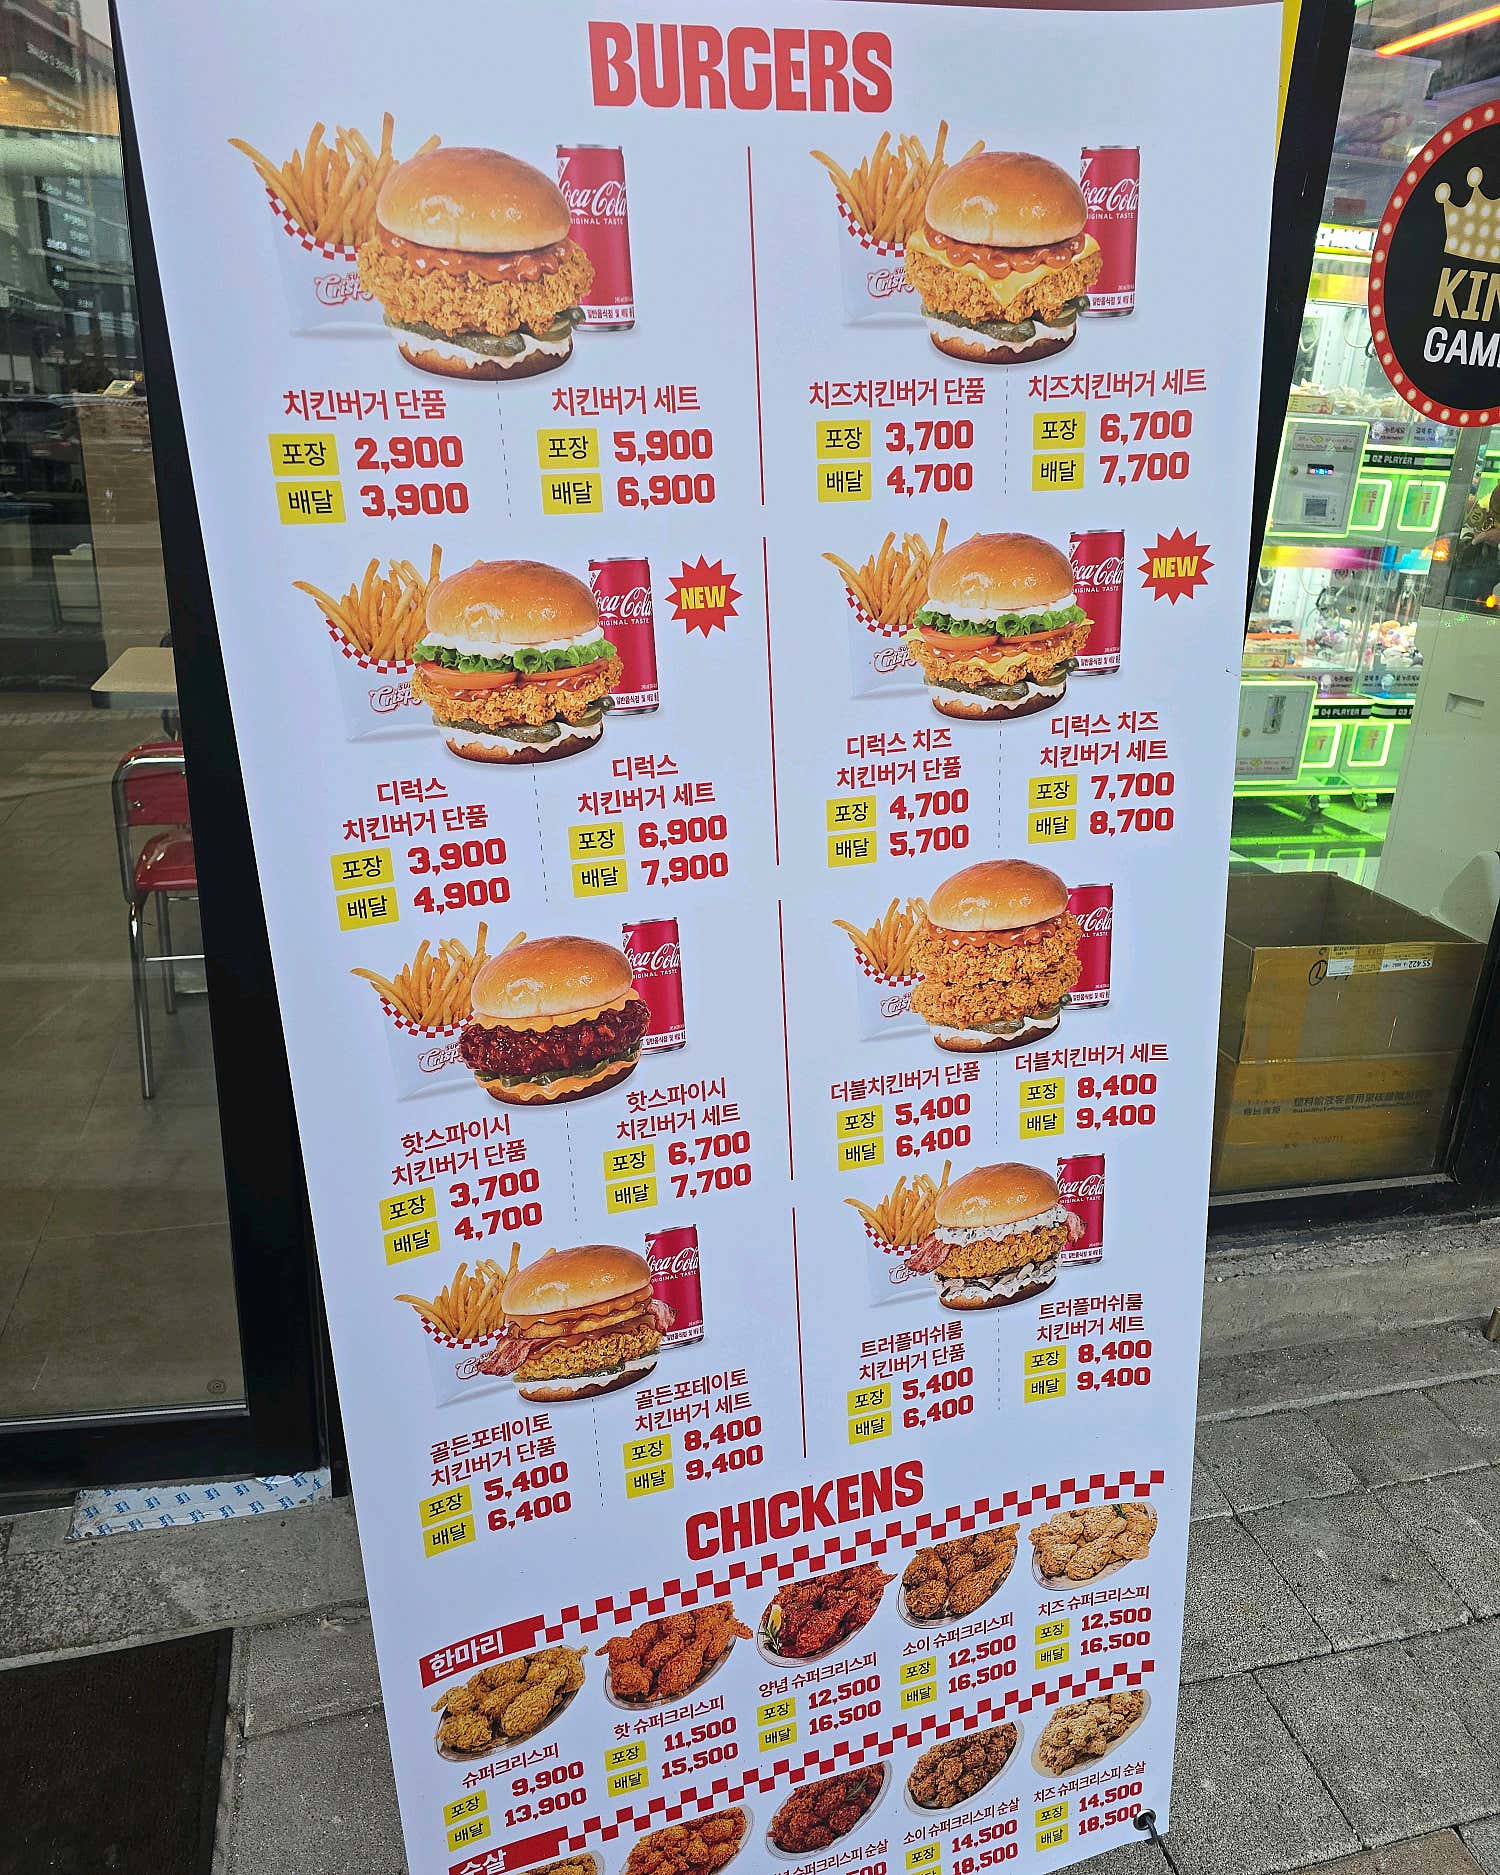 BURGERS
치킨버거 단품
포장 2,900
배달 3,900
치킨버거 세트
포장 5,900
배달 6,900
치즈치킨버거 단품
포장 3,700
배달 4,700
치즈치킨버거 세트
포장 6,700
배달 7,700
NEW
디럭스
치킨버거 단품
포장 3,900
배달 4,900
디럭스
치킨버거 세트
포장 6,900
배달 7,900
NEW
디럭스 치즈
치킨버거 단품
포장 4,700
배달 5,700
디럭스 치즈
치킨버거 세트
포장 7,700
배달 8,700
핫스파이시
치킨버거 단품
포장 3,700
배달 4,700
핫스파이시
치킨버거 세트
포장 6,700
배달 7,700
더블치킨버거 단품
포장 5,400
배달 6,400
더블치킨버거 세트
포장 8,400
배달 9,400
골든포테이토
치킨버거 단품
포장 5,400
배달 6,400
골든포테이토
치킨버거 세트
포장 8,400
배달 9,400
트러플머쉬룸
치킨버거 단품
포장 5,400
배달 6,400
트러플머쉬룸
치킨버거 세트
포장 8,400
배달 9,400
CHICKENS
한마리
슈퍼크리스피
포장 9,900
배달 13,900
핫 슈퍼크리스피
포장 11,500
배달 15,500
양념 슈퍼크리스피
포장 12,500
배달 16,500
소이 슈퍼크리스피
포장 12,500
배달 16,500
치즈 슈퍼크리스피
포장 12,500
배달 16,500
순살
슈퍼크리스피 순살
소이 슈퍼크리스피 순살
포장 14,500
18,500
치즈 슈퍼크리스피 순살
포장 14,500
배달 18,500
Coca-Cola
ORIGINAL TASTE
02 PLAYER
04 PLAYER